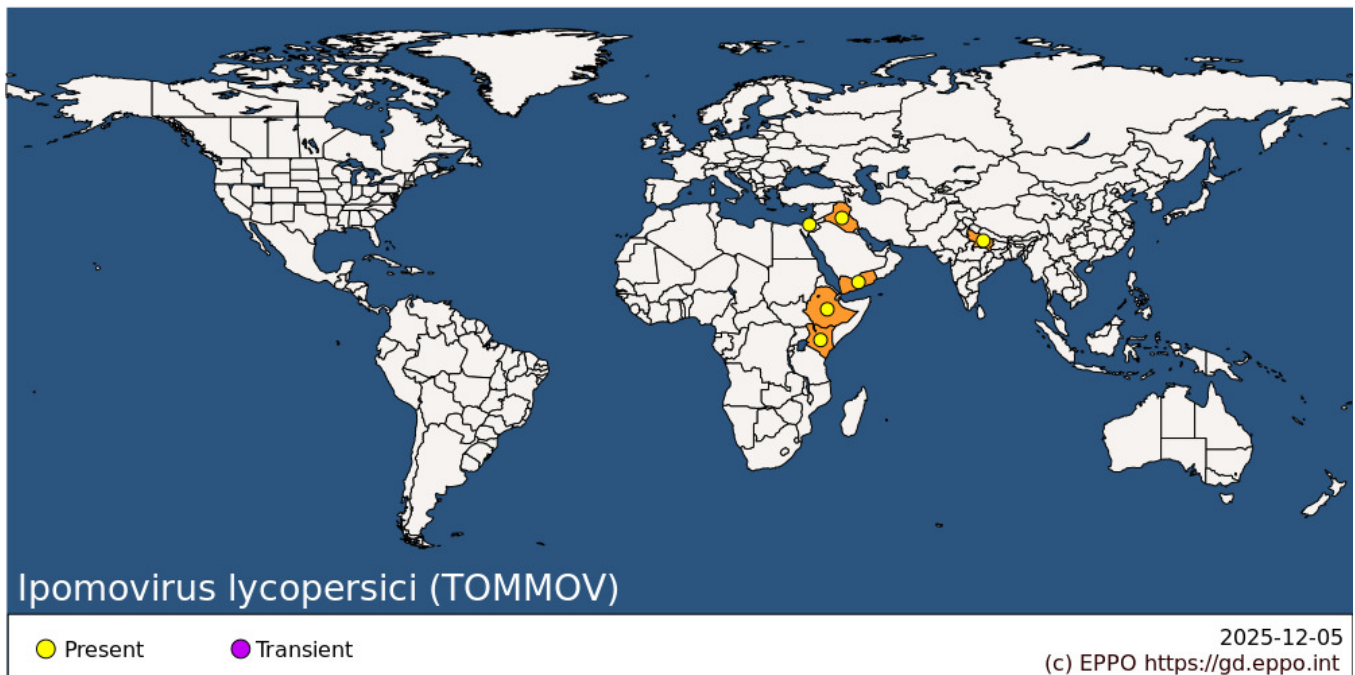 Ipomovirus lycopersici (TOMMOV)
Present
Transient
2025-12-05
(c) EPPO https://gd.eppo.int